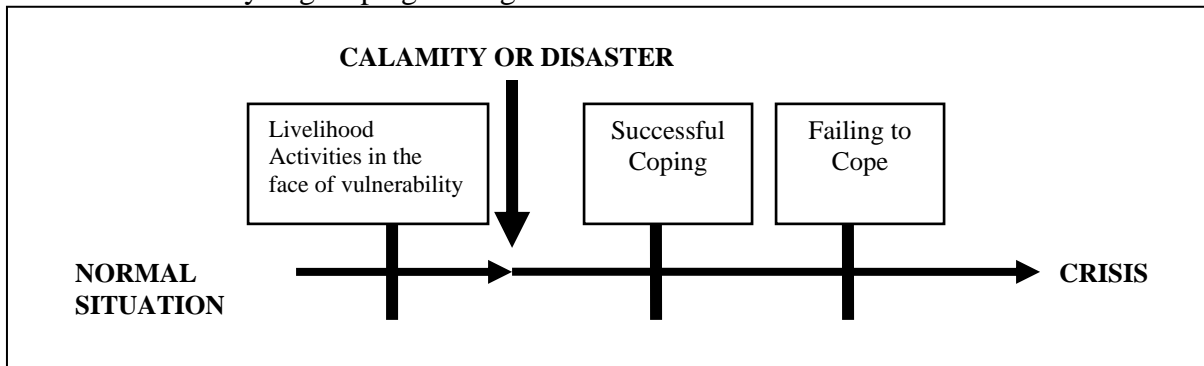 CALAMITY OR DISASTER
Livelihood
Activities in the
face of vulnerability
Successful
Coping
Failing to
Cope
NORMAL
SITUATION
CRISIS